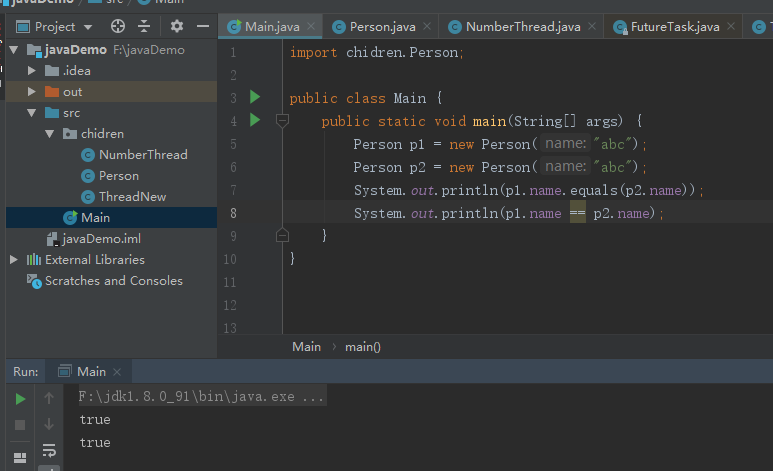 javaDemo src Main
Project
Main.java Person.java NumberThread.java FutureTask.java
javaDemo F:\javaDemo
.idea
out
src
chidren
NumberThread
Person
ThreadNew
Main
javaDemo.iml
External Libraries
Scratches and Consoles
1 import chidren.Person;
2
3 public class Main {
4 public static void main(String[] args) {
5 Person p1 = new Person( name: "abc");
6 Person p2 = new Person( name: "abc");
7 System.out.println(p1.name.equals(p2.name));
8 System.out.println(p1.name == p2.name);
9 }
10 }
11
12
13
Main › main()
Run: Main
F:\jdk1.8.0_91\bin\java.exe ...
true
true